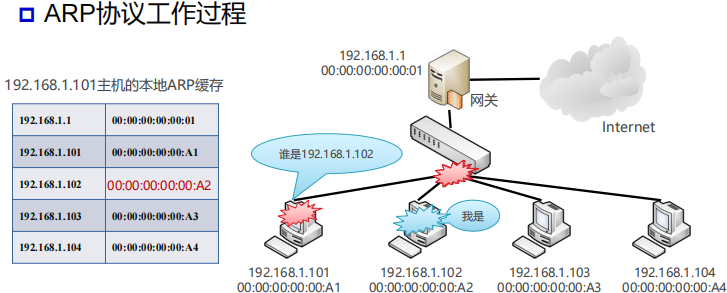 ARP协议工作过程
192.168.1.101主机的本地ARP缓存
192.168.1.1 00:00:00:00:00:01
192.168.1.101 00:00:00:00:00:A1
192.168.1.102 00:00:00:00:00:A2
192.168.1.103 00:00:00:00:00:A3
192.168.1.104 00:00:00:00:00:A4
192.168.1.1
00:00:00:00:00:01
网关
Internet
谁是192.168.1.102
我是
192.168.1.101
00:00:00:00:00:A1
192.168.1.102
00:00:00:00:00:A2
192.168.1.103
00:00:00:00:00:A3
192.168.1.104
00:00:00:00:00:A4